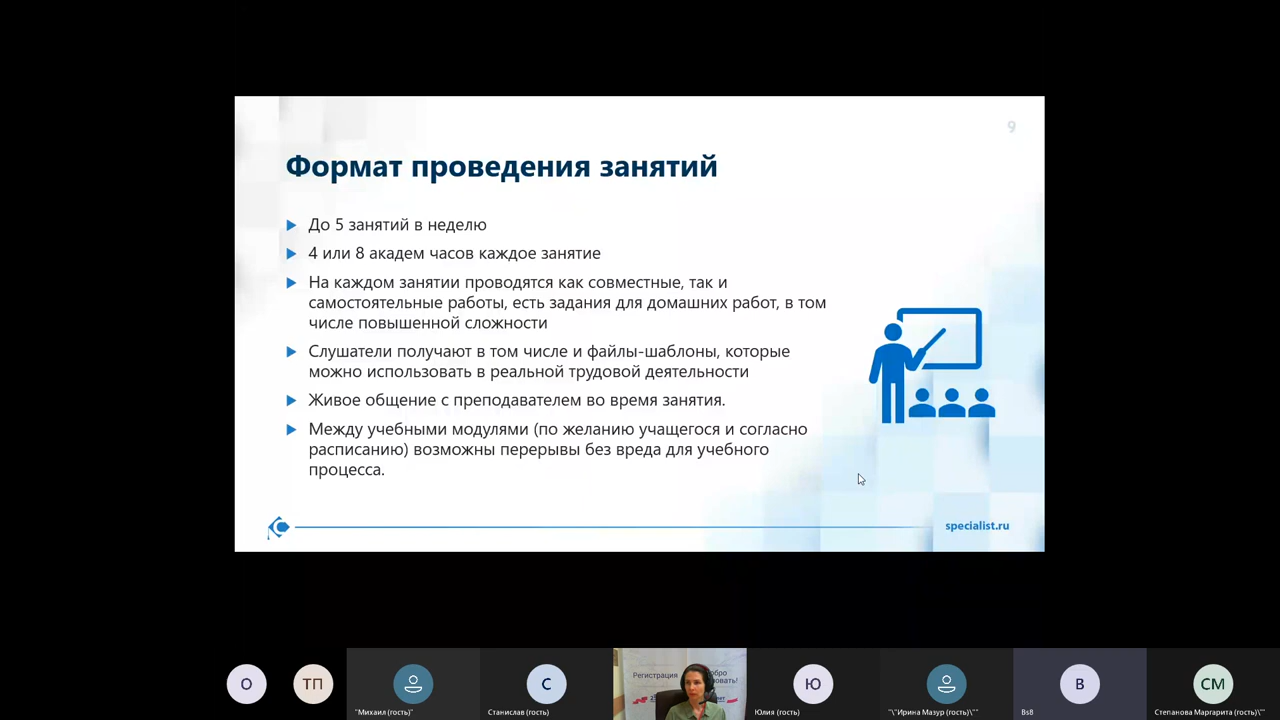 9
Формат проведения занятий
До 5 занятий в неделю
4 или 8 академ часов каждое занятие
На каждом занятии проводятся как совместные, так и
самостоятельные работы, есть задания для домашних работ, в том
числе повышенной сложности
Слушатели получают в том числе и файлы-шаблоны, которые
можно использовать в реальной трудовой деятельности
Живое общение с преподавателем во время занятия.
Между учебными модулями (по желанию учащегося и согласно
расписанию) возможны перерывы без вреда для учебного
процесса.
specialist.ru
О
ТП
С
Регистрация
Ю
В
СМ
"Михаил (гость)"
Станислав (гость)
Юлия (гость)
"\"Ирина Мазур (гость)\""
Bs8
Степанова Маргарита (гость)\""